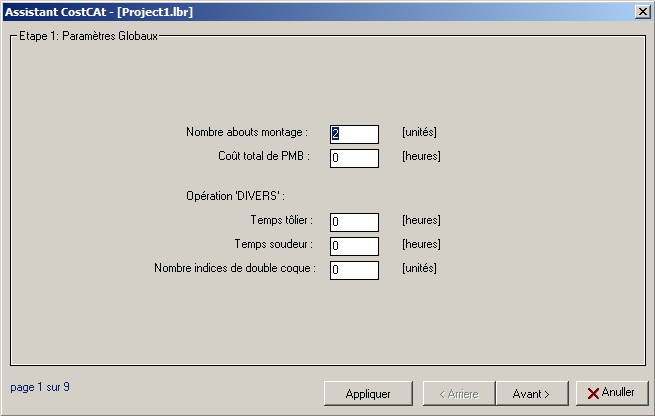 Assistant CostCAt - [Project1.lbr]
Etape 1: Paramètres Globaux
Nombre abouts montage : 2 [unités]
Coût total de PMB : 0 [heures]
Opération 'DIVERS' :
Temps tôlier : 0 [heures]
Temps soudeur : 0 [heures]
Nombre indices de double coque : 0 [unités]
page 1 sur 9
Appliquer < Arriere Avant > Anuller